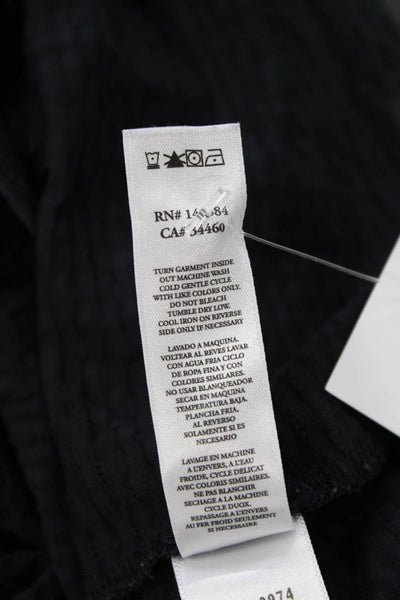 RN#
CA# 34460
TURN GARMENT INSIDE
OUT MACHINE WASH
COLD GENTLE CYCLE
WITH LIKE COLORS ONLY.
DO NOT BLEACH
TUMBLE DRY LOW.
COOL IRON ON REVERSE
SIDE ONLY IF NECESSARY
LAVADO A MAQUINA.
VOLTEAR AL REVES LAVAR
CON AGUA FRIA CICLO
DE ROPA FINA Y CON
COLORES SIMILARES.
NO USAR BLANQUEADOR
SECAR EN MAQUINA
TEMPERATURA BAJA.
PLANCHA FRIA,
AL REVERSO
SOLAMENTE SI ES
NECESARIO
LAVAGE EN MACHINE
A L'ENVERS, A L'EAU
FROIDE, CYCLE DELICAT
AVEC COLORIS SIMILAIRES.
NE PAS BLANCHIR
SECHAGE A LA MACHINE
CYCLE DUOX.
REPASSAGE A L'ENVERS
AU FER FROID SEULEMENT
SI NECESSAIRE